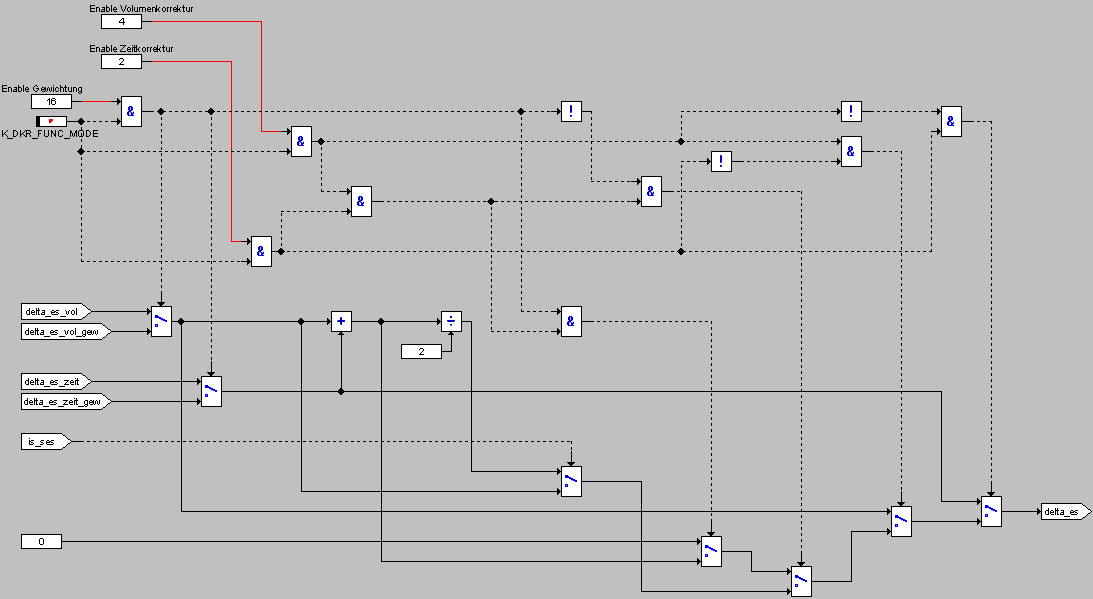 Enable Volumenkorrektur
4
Enable Zeitkorrektur
2
Enable Gewichtung
16
P
K_DKR_FUNC_MODE
&
!
!
&
&
!
&
&
&
&
delta_es_vol
delta_es_vol_gew
+
÷
&
2
delta_es_zeit
delta_es_zeit_gew
is_ses
delta_es
0